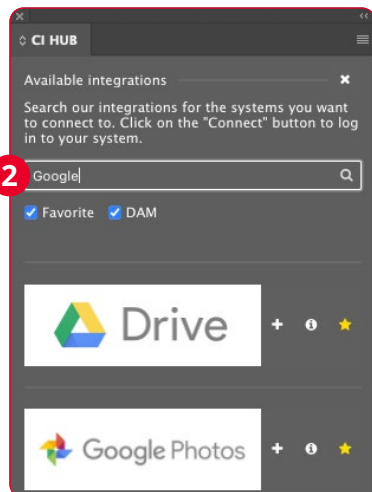 CI HUB
Available integrations
Search our integrations for the systems you want
to connect to. Click on the "Connect" button to log
in to your system.
2
Google
Favorite DAM
Drive
Google Photos